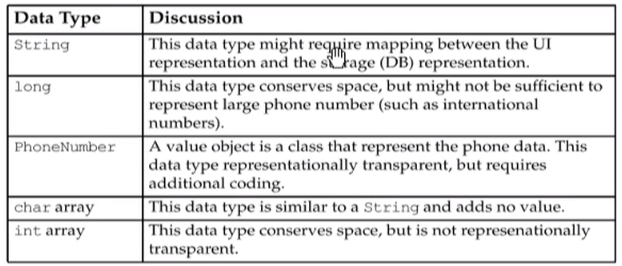 Data Type Discussion
String This data type might require mapping between the UI
representation and the storage (DB) representation.
long This data type conserves space, but might not be sufficient to
represent large phone number (such as international
numbers).
PhoneNumber A value object is a class that represent the phone data. This
data type representationally transparent, but requires
additional coding.
char array This data type is similar to a String and adds no value.
int array This data type conserves space, but is not represenationally
transparent.